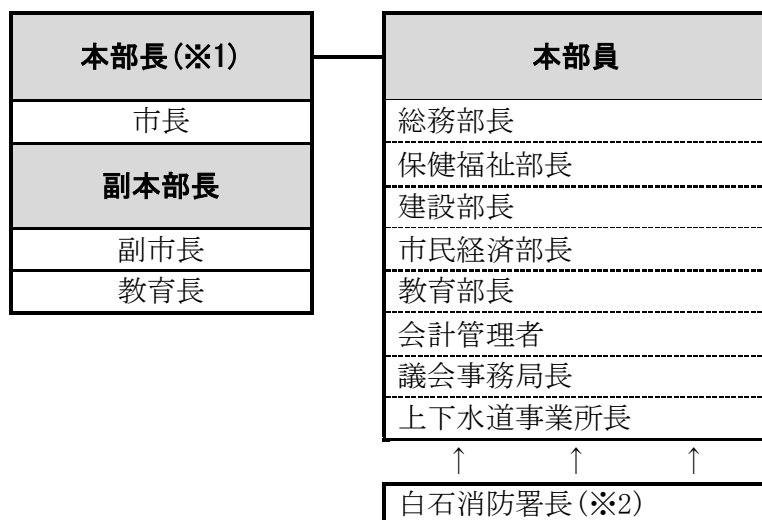 本部長(※1)
市長
副本部長
副市長
教育長
本部員
総務部長
保健福祉部長
建設部長
市民経済部長
教育部長
会計管理者
議会事務局長
上下水道事業所長
↑ ↑ ↑
白石消防署長(※2)